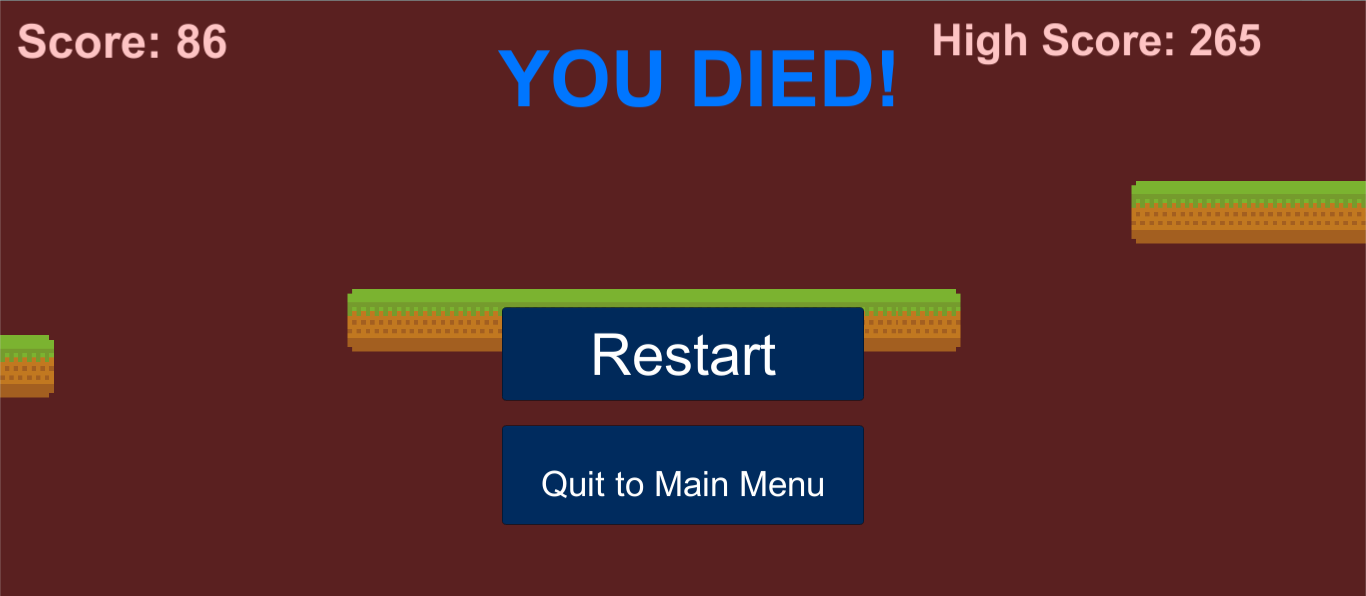 Score: 86
YOU DIED!
High Score: 265
Restart
Quit to Main Menu